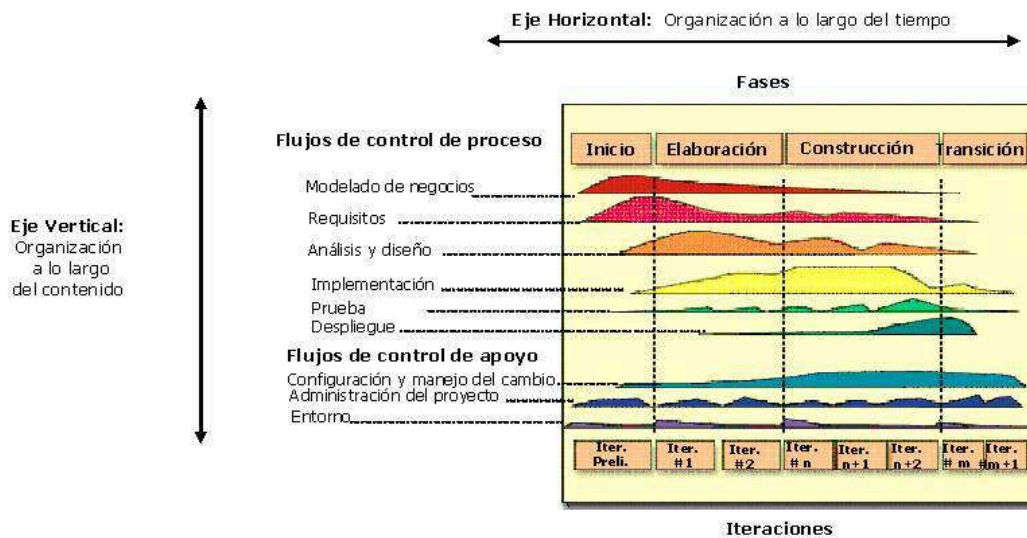 Eje Horizontal: Organización a lo largo del tiempo
Fases
Flujos de control de proceso
Inicio
Elaboración
Construcción
Transición
Modelado de negocios
Requisitos
Análisis y diseño
Implementación
Prueba
Despliegue
Eje Vertical:
Organización
a lo largo
del contenido
Flujos de control de apoyo
Configuración y manejo del cambio
Administración del proyecto
Entorno
Iter.
Preli.
Iter.
#1
Iter.
#2
Iter.
# n
Iter.
n+1
Iter.
n+2
Iter.
# m
Iter.
#m+1
Iteraciones